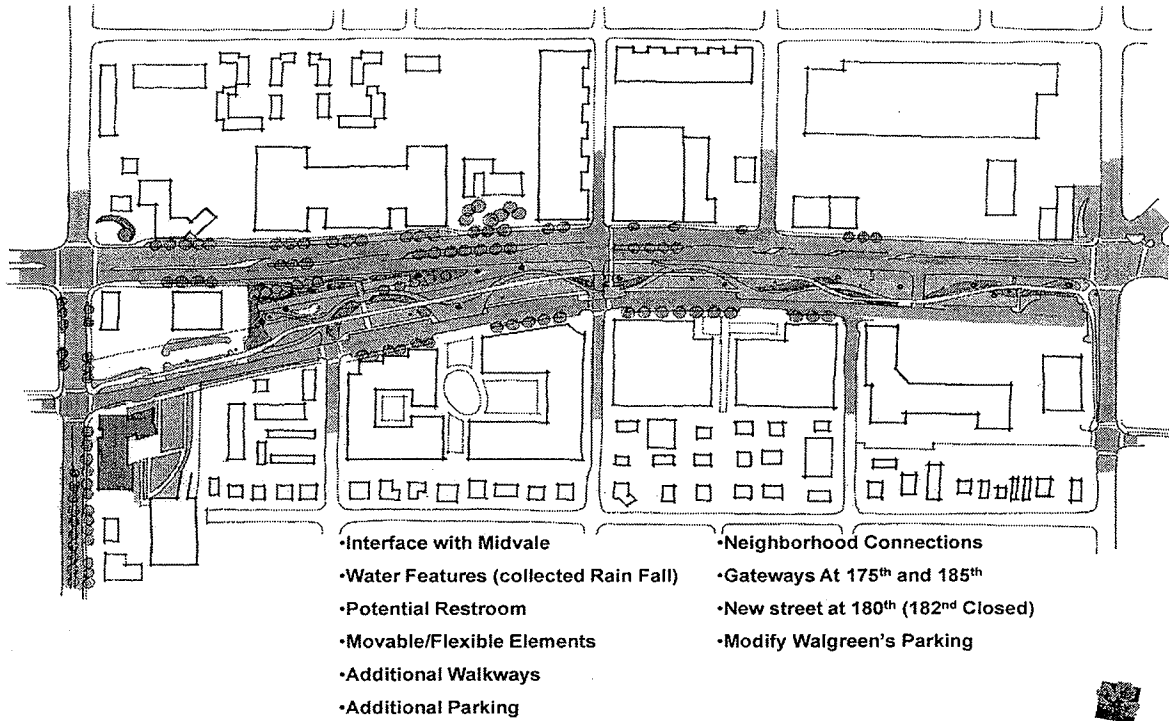 •Interface with Midvale
•Water Features (collected Rain Fall)
•Potential Restroom
•Movable/Flexible Elements
•Additional Walkways
•Additional Parking
•Neighborhood Connections
•Gateways At 175th and 185th
•New street at 180th (182nd Closed)
•Modify Walgreen's Parking